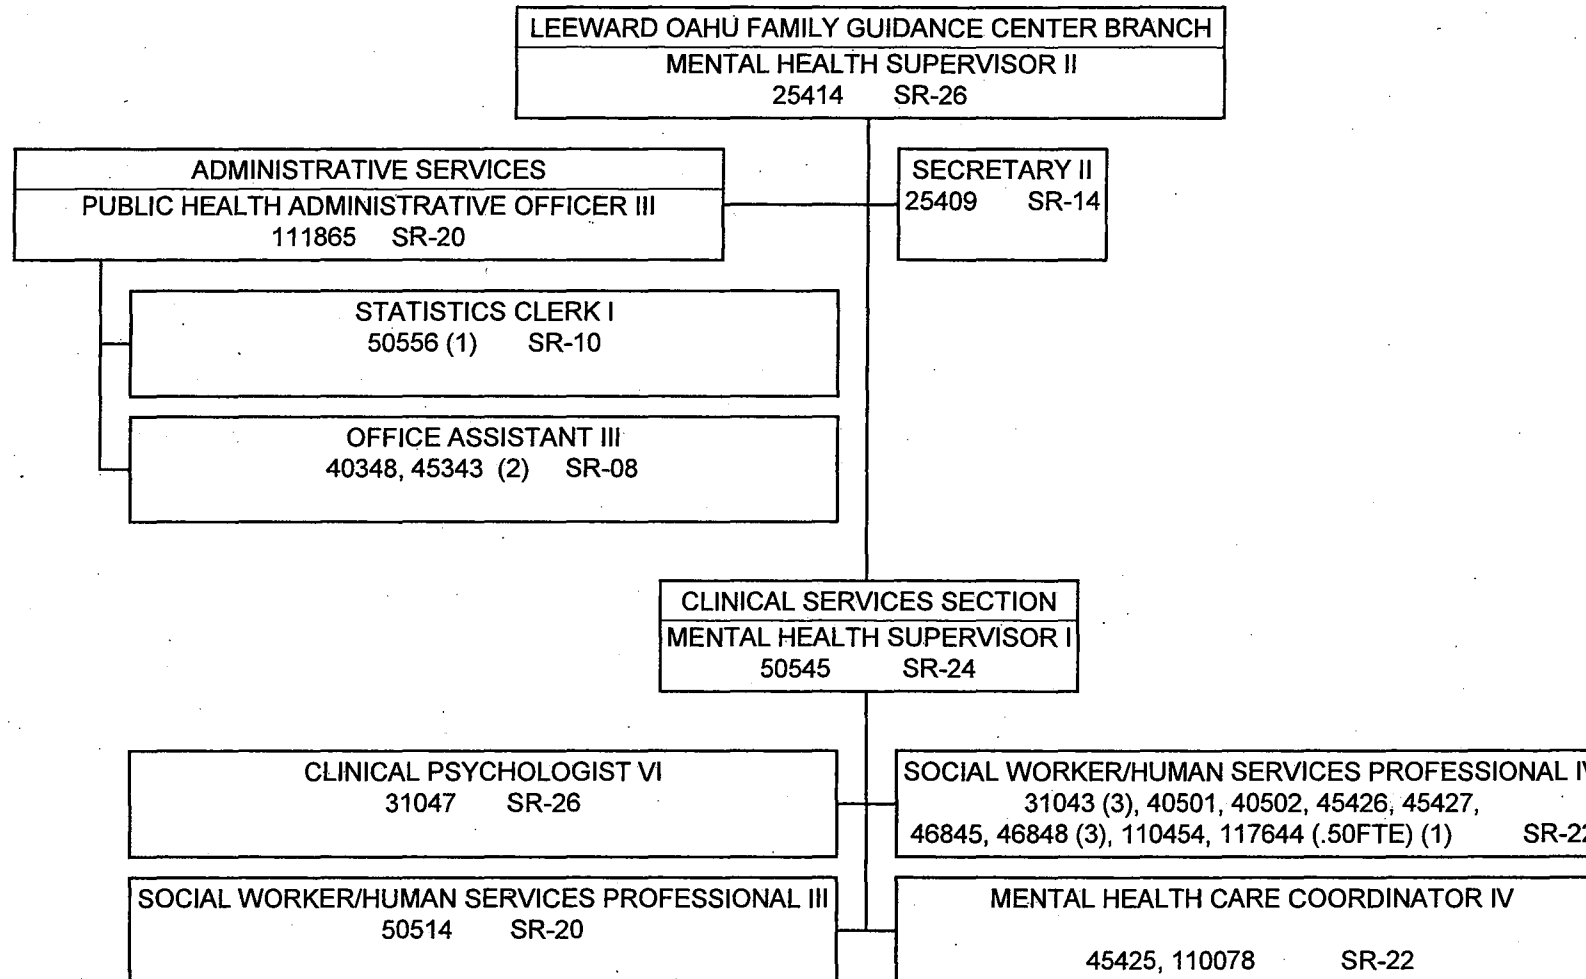 LEEWARD OAHU FAMILY GUIDANCE CENTER BRANCH
MENTAL HEALTH SUPERVISOR II
25414 SR-26
ADMINISTRATIVE SERVICES
PUBLIC HEALTH ADMINISTRATIVE OFFICER III
111865 SR-20
SECRETARY II
25409 SR-14
STATISTICS CLERK I
50556 (1) SR-10
OFFICE ASSISTANT III
40348, 45343 (2) SR-08
CLINICAL SERVICES SECTION
MENTAL HEALTH SUPERVISOR I
50545 SR-24
CLINICAL PSYCHOLOGIST VI
31047 SR-26
SOCIAL WORKER/HUMAN SERVICES PROFESSIONAL IV
31043 (3), 40501, 40502, 45426, 45427,
46845, 46848 (3), 110454, 117644 (.50FTE) (1) SR-22
SOCIAL WORKER/HUMAN SERVICES PROFESSIONAL III
50514 SR-20
MENTAL HEALTH CARE COORDINATOR IV
45425, 110078 SR-22